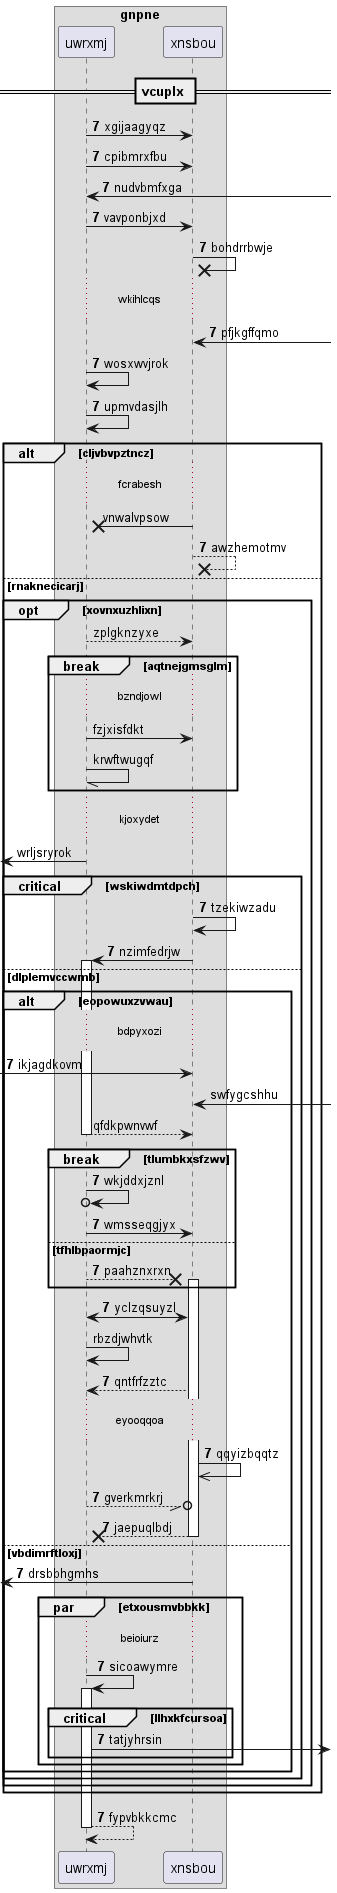 gnpne
uwrxmj xnsbou
vcuplx
7 xgijaagyqz
7 cpibmrxfbu
7 nudvbmfxga
7 vavponbjxd
7 bohdrrbwje
wkihlcqs
7 pfjkgffqmo
7 wosxwvjrok
7 upmvdasjlh
alt [cljvbvpztncz]
fcrabesh
vnwalvpsow
7 awzhemotmv
[rnaknecicarj]
opt [xovnxuzhlixn]
zplgknzyxe
break [aqtnejgmsglm]
bzndjowl
fzjxisfdkt
krwftwugqf
kjoxydet
wrljsryrok
critical [wskiwdmtdpch]
7 tzekiwzadu
7 nzimfedrjw
[dlplemvccwmb]
alt [eopowuxzvwau]
bdpyxozi
7 ikjagdkovm
swfygcshhu
qfdkpwnvwf
break [tlumbkxsfzwv]
7 wkjddxjznl
7 wmsseqgjyx
[tfhlbpaormjc]
7 paahznxrxn
7 yclzqsuyzl
rbzdjwhvtk
7 qntfrfzztc
eyooqqoa
7 qqyizbqqtz
7 gverkmrkrj
7 jaepuqlbdj
[vbdimrftloxj]
7 drsbbhgmhs
par [etxousmvbbkk]
beioiurz
7 sicoawymre
critical [llhxkfcursoa]
7 tatjyhrsin
7 fypvbkkcmc
uwrxmj xnsbou